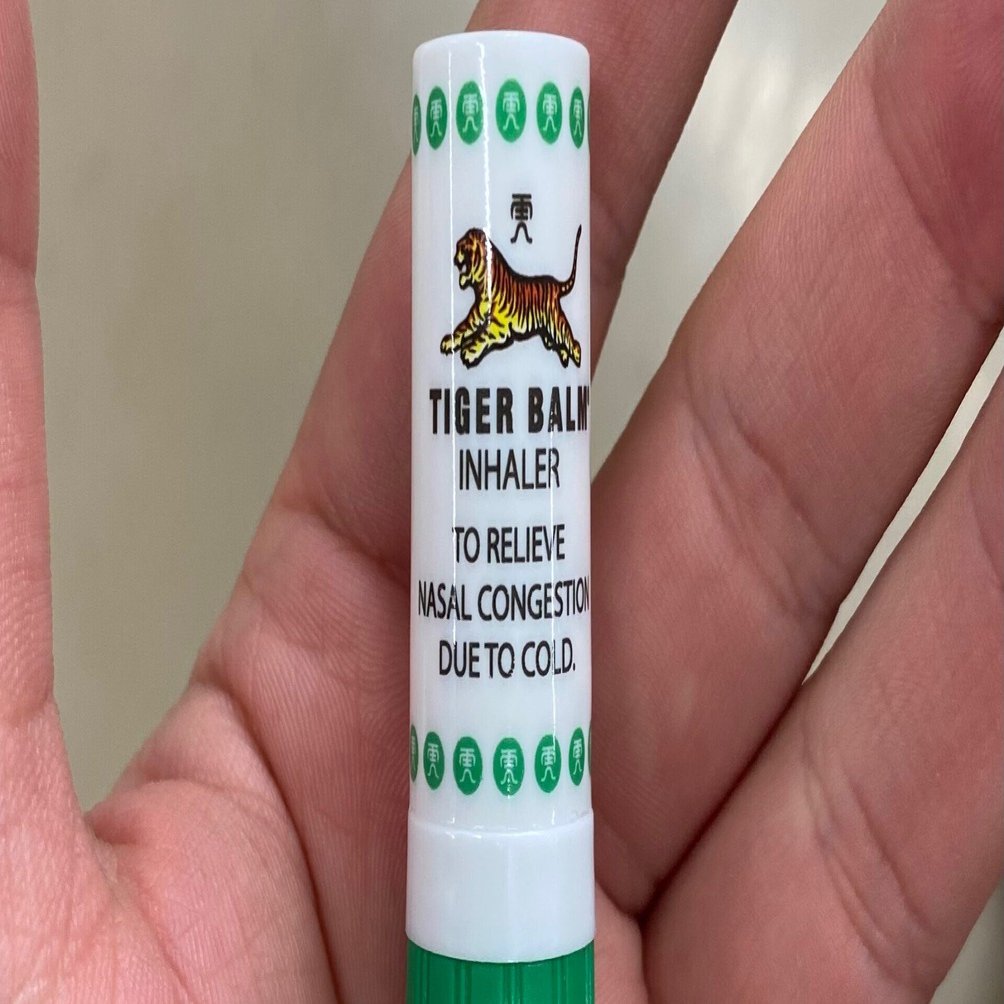 TIGER BALM
INHALER
TO RELIEVE
NASAL CONGESTION
DUE TO COLD.